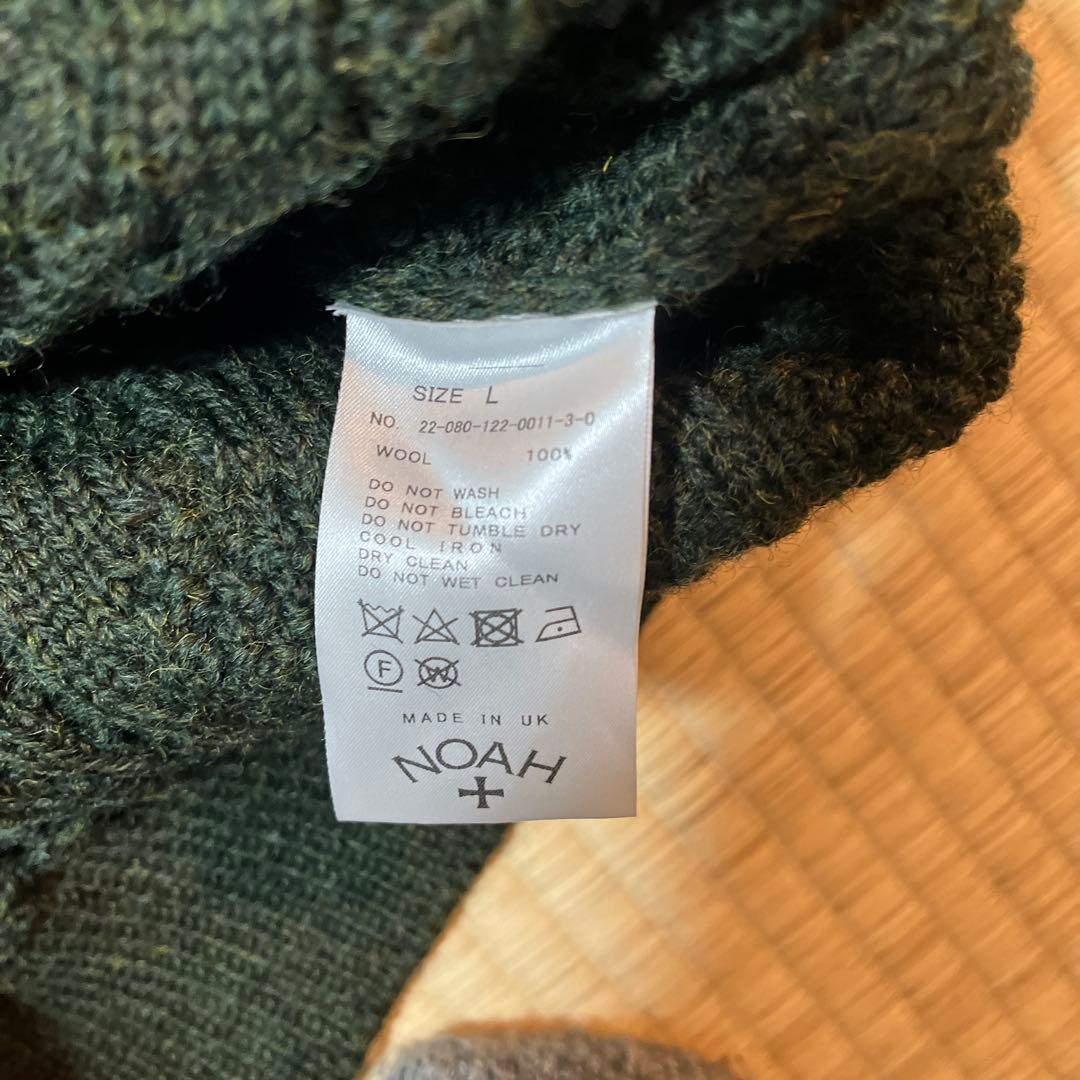 SIZE L
NO. 22-080-122-0011-3-0
WOOL 100%
DO NOT WASH
DO NOT BLEACH
DO NOT TUMBLE DRY
COOL IRON
DRY CLEAN
DO NOT WET CLEAN
F W
MADE IN UK
NOAH